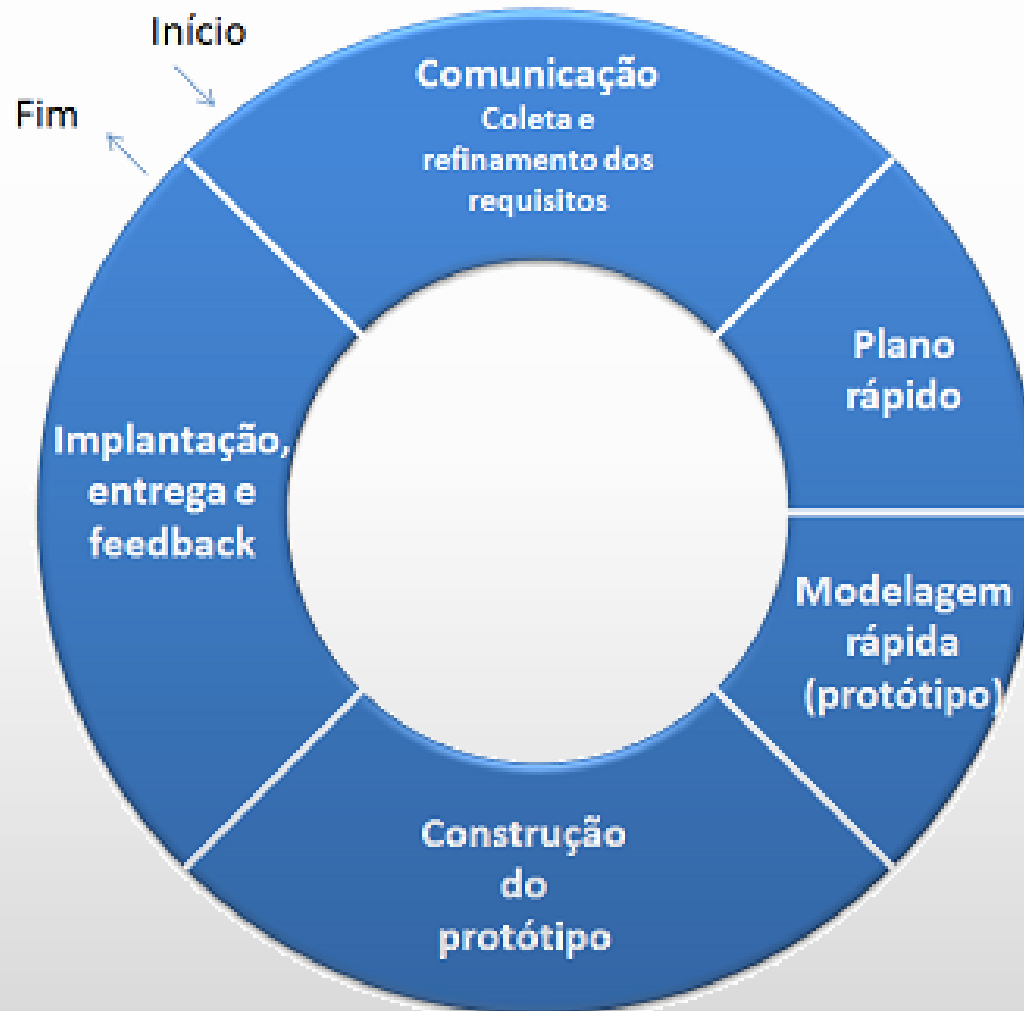 Início
Fim
Comunicação
Coleta e
refinamento dos
requisitos
Plano
rápido
Modelagem
rápida
(protótipo)
Construção
do
protótipo
Implantação,
entrega e
feedback